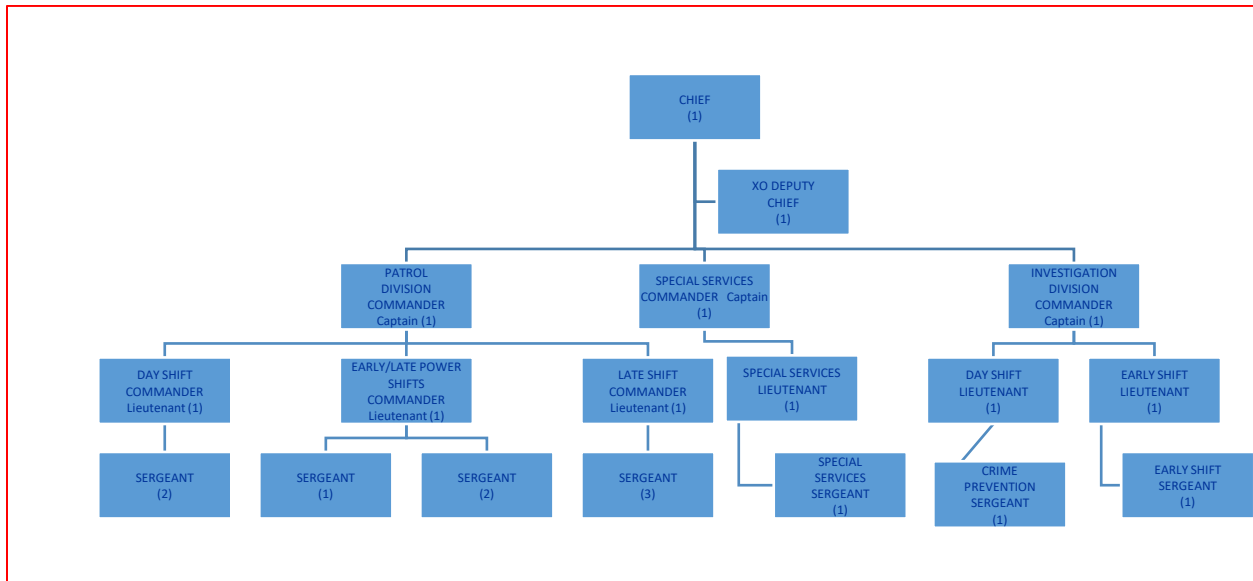 CHIEF
(1)
XO DEPUTY
CHIEF
(1)
PATROL
DIVISION
COMMANDER
Captain (1)
SPECIAL SERVICES
COMMANDER Captain
(1)
INVESTIGATION
DIVISION
COMMANDER
Captain (1)
DAY SHIFT
COMMANDER
Lieutenant (1)
EARLY/LATE POWER
SHIFTS
COMMANDER
Lieutenant (1)
LATE SHIFT
COMMANDER
Lieutenant (1)
SPECIAL SERVICES
LIEUTENANT
(1)
DAY SHIFT
LIEUTENANT
(1)
EARLY SHIFT
LIEUTENANT
(1)
SERGEANT
(2)
SERGEANT
(1)
SERGEANT
(2)
SERGEANT
(3)
SPECIAL
SERVICES
SERGEANT
(1)
CRIME
PREVENTION
SERGEANT
(1)
EARLY SHIFT
SERGEANT
(1)